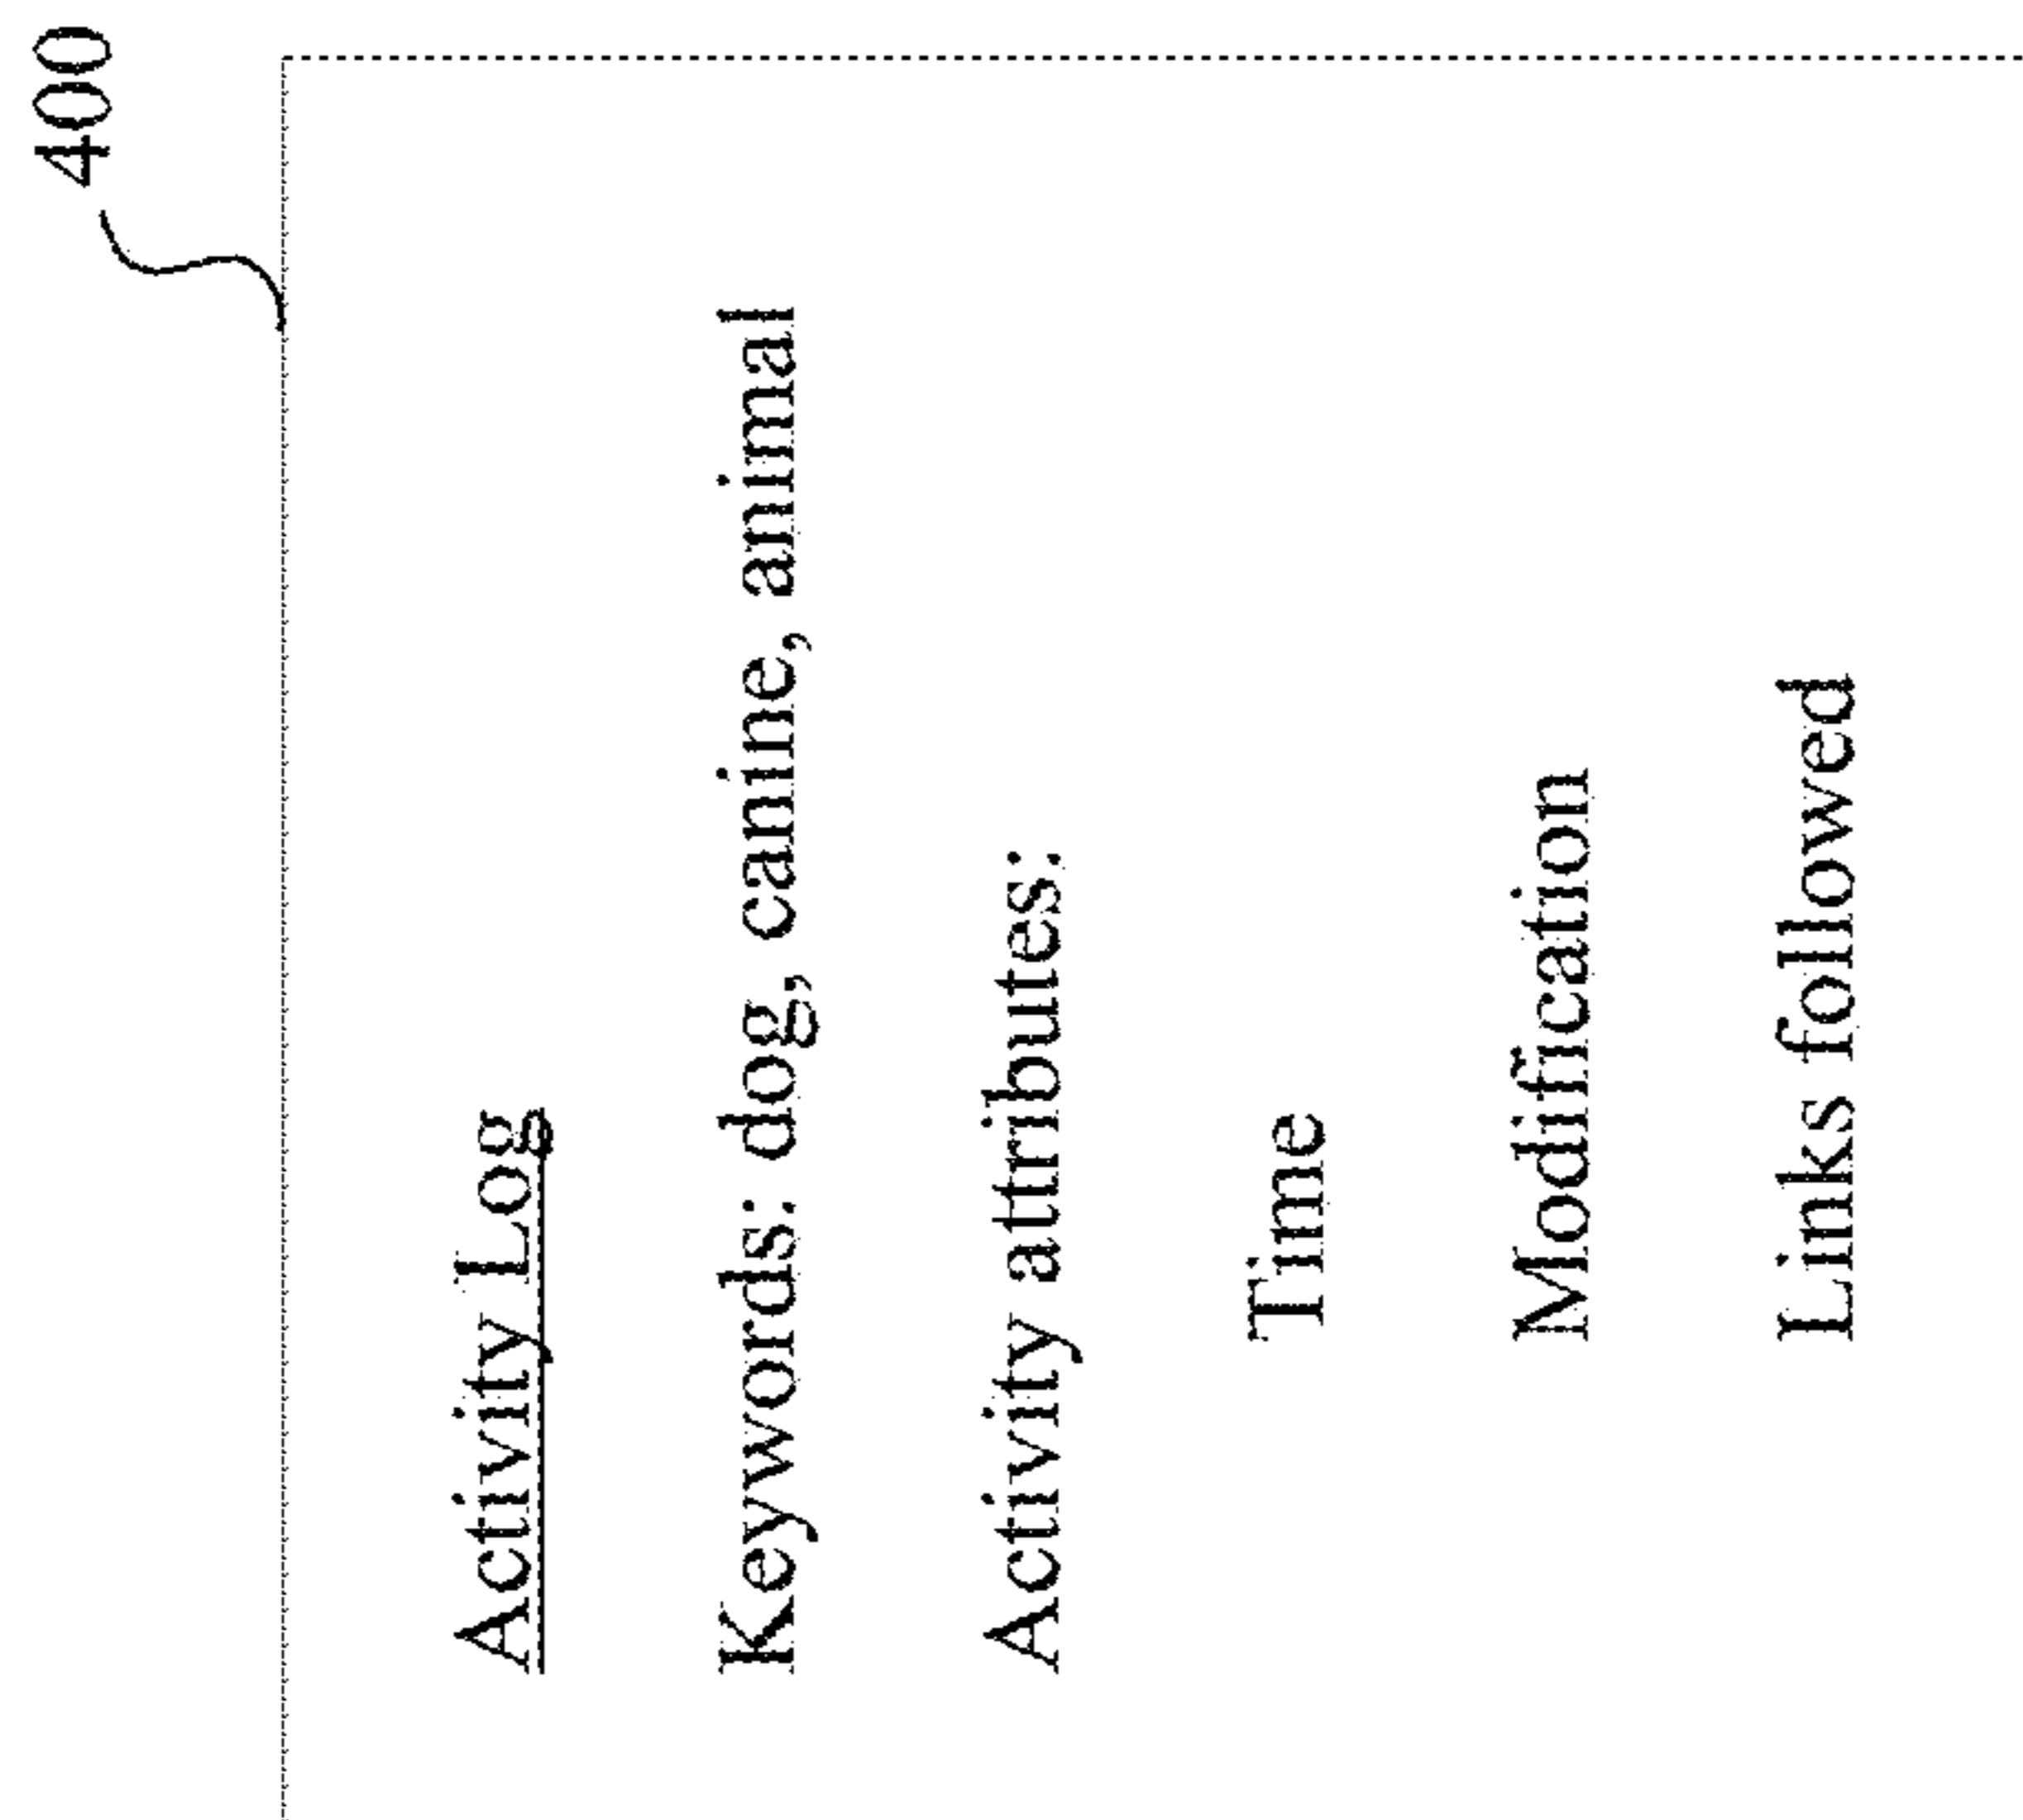 400
Activity Log
Keywords: dog, canine, animal
Activity attributes:
Time
Modification
Links followed